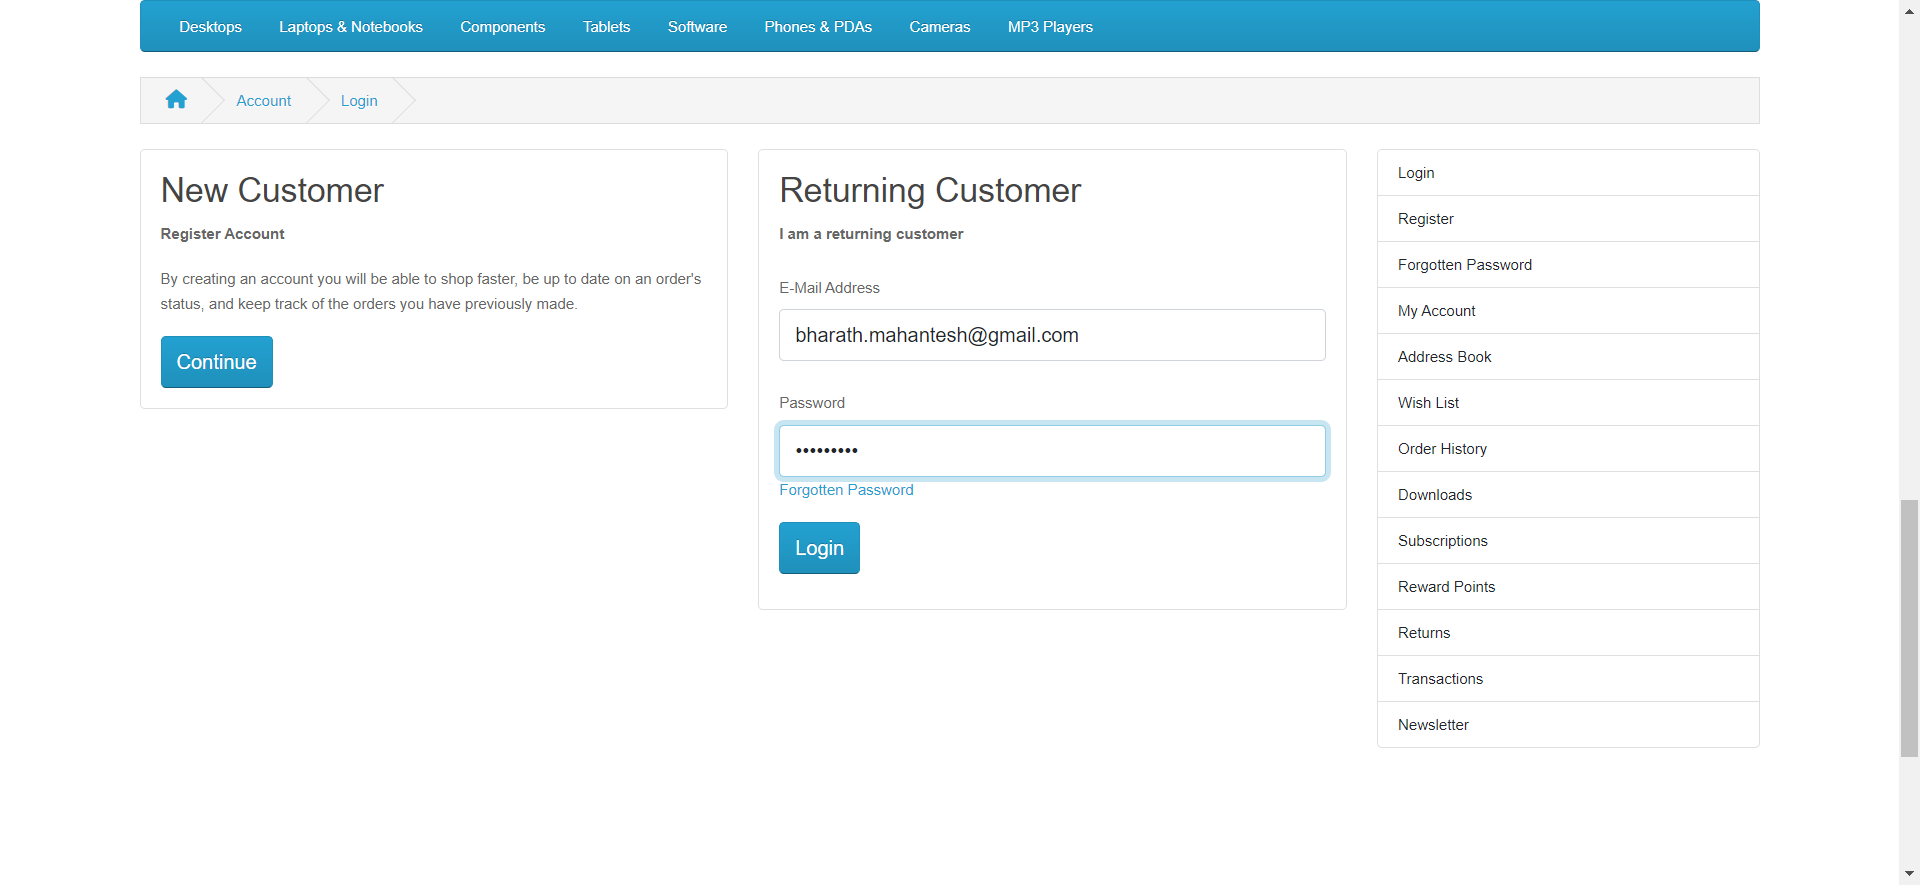 Desktops Laptops & Notebooks Components Tablets Software Phones & PDAs Cameras MP3 Players
Account Login
New Customer
Register Account
By creating an account you will be able to shop faster, be up to date on an order's
status, and keep track of the orders you have previously made.
Continue
Returning Customer
I am a returning customer
E-Mail Address
bharath.mahantesh@gmail.com
Password
•••••••••
Forgotten Password
Login
Login
Register
Forgotten Password
My Account
Address Book
Wish List
Order History
Downloads
Subscriptions
Reward Points
Returns
Transactions
Newsletter